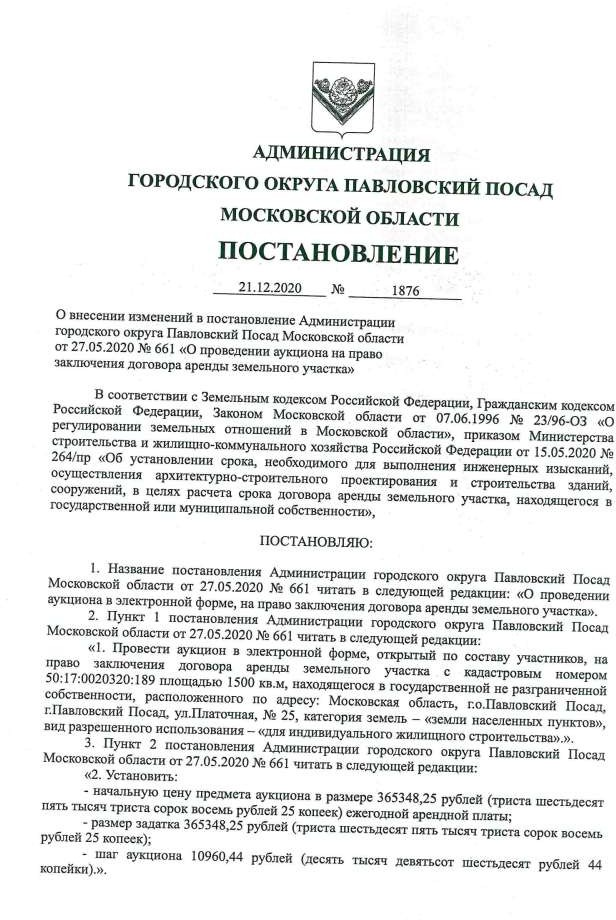 АДМИНИСТРАЦИЯ
ГОРОДСКОГО ОКРУГА ПАВЛОВСКИЙ ПОСАД
МОСКОВСКОЙ ОБЛАСТИ
ПОСТАНОВЛЕНИЕ
21.12.2020 № 1876
О внесении изменений в постановление Администрации
городского округа Павловский Посад Московской области
от 27.05.2020 № 661 «О проведении аукциона на право
заключения договора аренды земельного участка»
В соответствии с Земельным кодексом Российской Федерации, Гражданским кодексом
Российской Федерации, Законом Московской области от 07.06.1996 № 23/96-ОЗ «О
регулировании земельных отношений в Московской области», приказом Министерства
строительства и жилищно-коммунального хозяйства Российской Федерации от 15.05.2020 №
264/пр «Об установлении срока, необходимого для выполнения инженерных изысканий,
осуществления архитектурно-строительного проектирования и строительства зданий,
сооружений, в целях расчета срока договора аренды земельного участка, находящегося в
государственной или муниципальной собственности»,
ПОСТАНОВЛЯЮ:
1. Название постановления Администрации городского округа Павловский Посад
Московской области от 27.05.2020 № 661 читать в следующей редакции: «О проведении
аукциона в электронной форме, на право заключения договора аренды земельного участка».
2. Пункт 1 постановления Администрации городского округа Павловский Посад
Московской области от 27.05.2020 № 661 читать в следующей редакции:
«1. Провести аукцион в электронной форме, открытый по составу участников, на
право заключения договора аренды земельного участка с кадастровым номером
50:17:0020320:189 площадью 1500 кв.м, находящегося в государственной не разграниченной
собственности, расположенного по адресу: Московская область, г.о.Павловский Посад,
г.Павловский Посад, ул.Платочная, № 25, категория земель – «земли населенных пунктов»,
вид разрешенного использования – «для индивидуального жилищного строительства».».
3. Пункт 2 постановления Администрации городского округа Павловский Посад
Московской области от 27.05.2020 № 661 читать в следующей редакции:
«2. Установить:
- начальную цену предмета аукциона в размере 365348,25 рублей (триста шестьдесят
пять тысяч триста сорок восемь рублей 25 копеек) ежегодной арендной платы;
- размер задатка 365348,25 рублей (триста шестьдесят пять тысяч триста сорок восемь
рублей 25 копеек);
- шаг аукциона 10960,44 рублей (десять тысяч девятьсот шестьдесят рублей 44
копейки).».